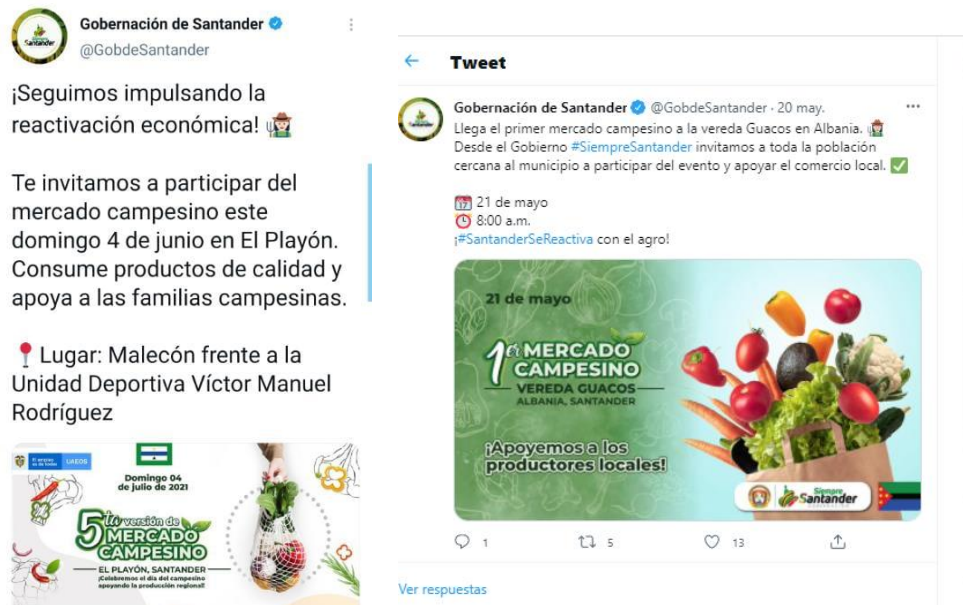 Gobernación de Santander
@GobdeSantander
¡Seguimos impulsando la
reactivación económica!
Te invitamos a participar del
mercado campesino este
domingo 4 de junio en El Playón.
Consume productos de calidad y
apoya a las familias campesinas.
Lugar: Malecón frente a la
Unidad Deportiva Víctor Manuel
Rodríguez
El empleo
es de todos
UAEOS
Domingo 04
de julio de 2021
5ta versión de
MERCADO
CAMPESINO
EL PLAYÓN, SANTANDER
¡Celebremos el día del campesino
apoyando la producción regional!
Tweet
Gobernación de Santander @GobdeSantander · 20 may.
Llega el primer mercado campesino a la vereda Guacos en Albania.
Desde el Gobierno #SiempreSantander invitamos a toda la población
cercana al municipio a participar del evento y apoyar el comercio local.
21 de mayo
8:00 a.m.
¡#SantanderSeReactiva con el agro!
21 de mayo
1er MERCADO
CAMPESINO
VEREDA GUACOS
ALBANIA, SANTANDER
¡Apoyemos a los
productores locales!
Siempre
Santander
1 5 13
Ver respuestas